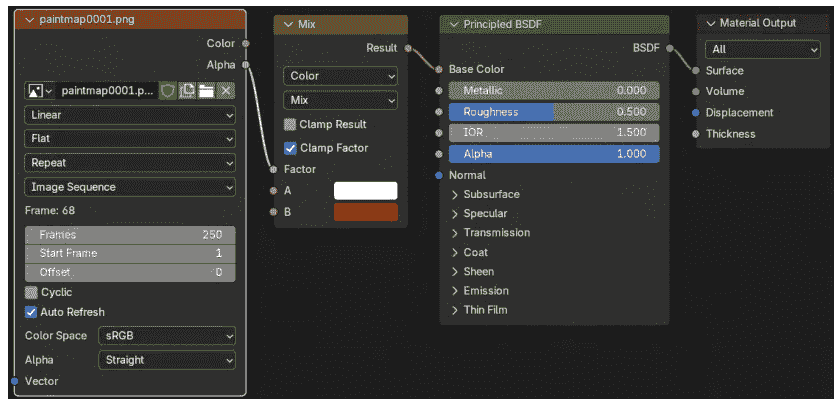 paintmap0001.png
Color
Alpha
paintmap0001.p...
Linear
Flat
Repeat
Image Sequence
Frame: 68
Frames 250
Start Frame 1
Offset 0
Cyclic
Auto Refresh
Color Space sRGB
Alpha Straight
Vector
Mix
Result
Color
Mix
Clamp Result
Clamp Factor
Factor
A
B
Principled BSDF
BSDF
Base Color
Metallic 0.000
Roughness 0.500
IOR 1.500
Alpha 1.000
Normal
Subsurface
Specular
Transmission
Coat
Sheen
Emission
Thin Film
Material Output
All
Surface
Volume
Displacement
Thickness